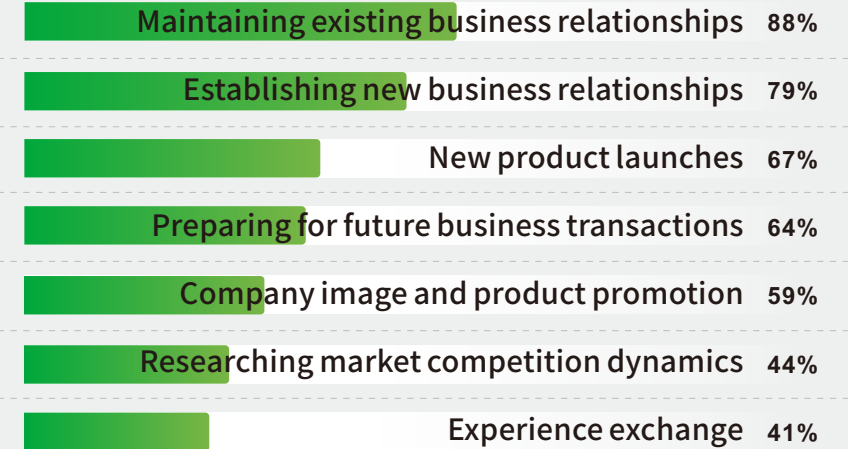 Maintaining existing business relationships 88%
Establishing new business relationships 79%
New product launches 67%
Preparing for future business transactions 64%
Company image and product promotion 59%
Researching market competition dynamics 44%
Experience exchange 41%